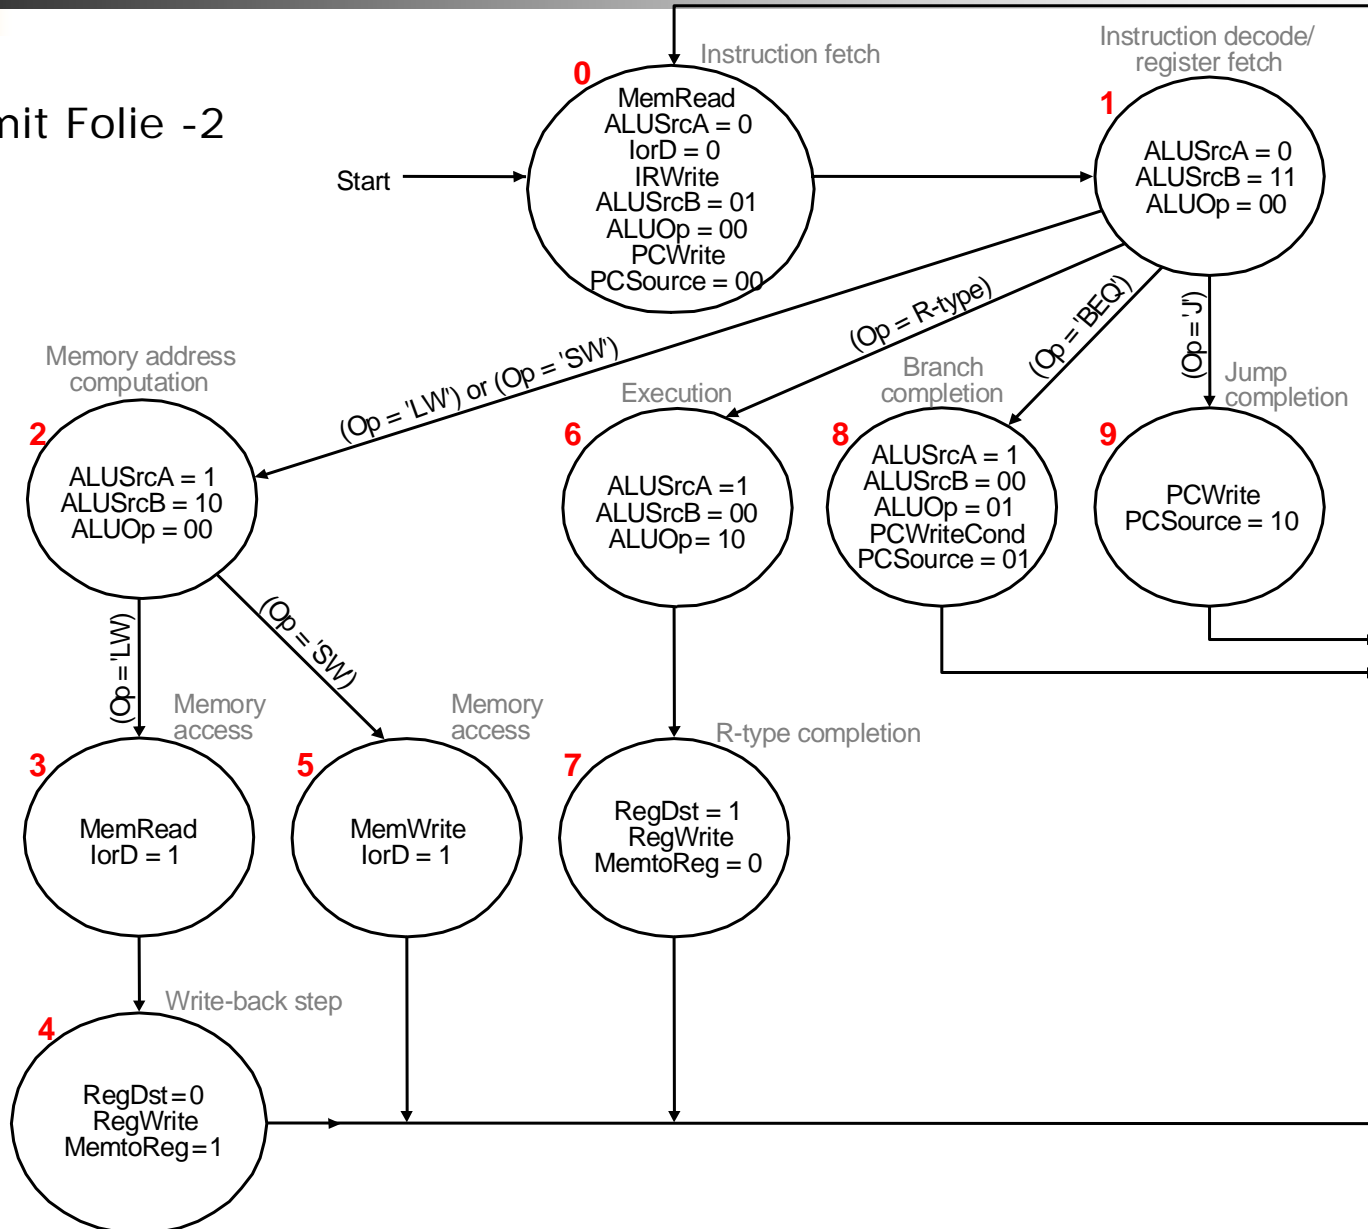 mit Folie -2
Start
0
Instruction fetch
MemRead
ALUSrcA = 0
IorD = 0
IRWrite
ALUSrcB = 01
ALUOp = 00
PCWrite
PCSource = 00
Instruction decode/
register fetch
1
ALUSrcA = 0
ALUSrcB = 11
ALUOp = 00
(Op = 'LW') or (Op = 'SW')
(Op = R-type)
(Op = 'BEQ')
(Op = 'J')
Memory address
computation
2
ALUSrcA = 1
ALUSrcB = 10
ALUOp = 00
Execution
6
ALUSrcA =1
ALUSrcB = 00
ALUOp= 10
Branch
completion
8
ALUSrcA = 1
ALUSrcB = 00
ALUOp = 01
PCWriteCond
PCSource = 01
Jump
completion
9
PCWrite
PCSource = 10
(Op = 'LW')
(Op = 'SW')
Memory
access
3
MemRead
IorD = 1
Memory
access
5
MemWrite
IorD = 1
R-type completion
7
RegDst = 1
RegWrite
MemtoReg = 0
Write-back step
4
RegDst=0
RegWrite
MemtoReg=1